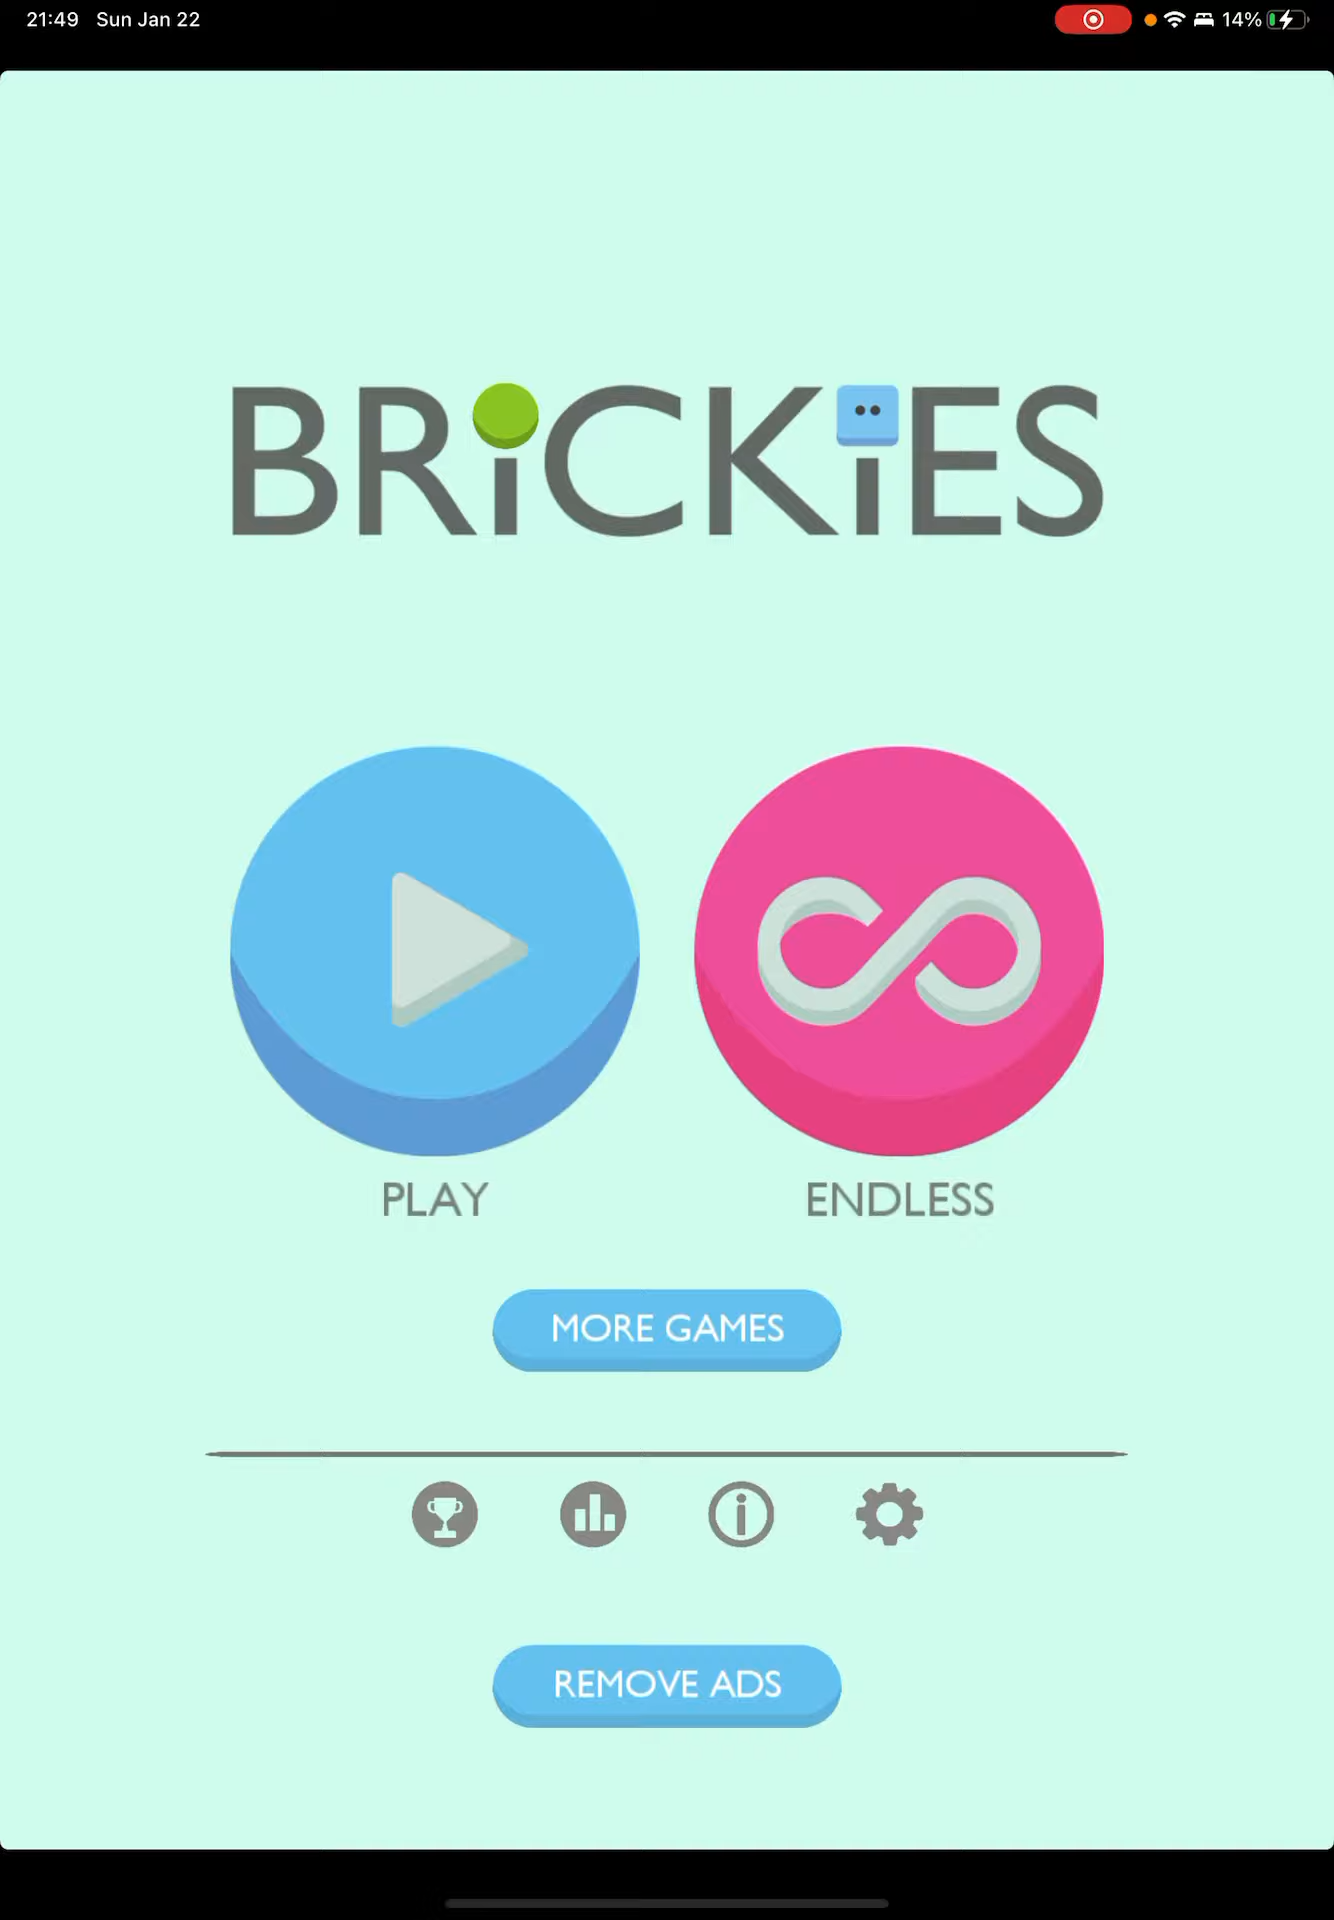 21:49 Sun Jan 22 14%
BRiCKiES
PLAY ENDLESS
MORE GAMES
REMOVE ADS